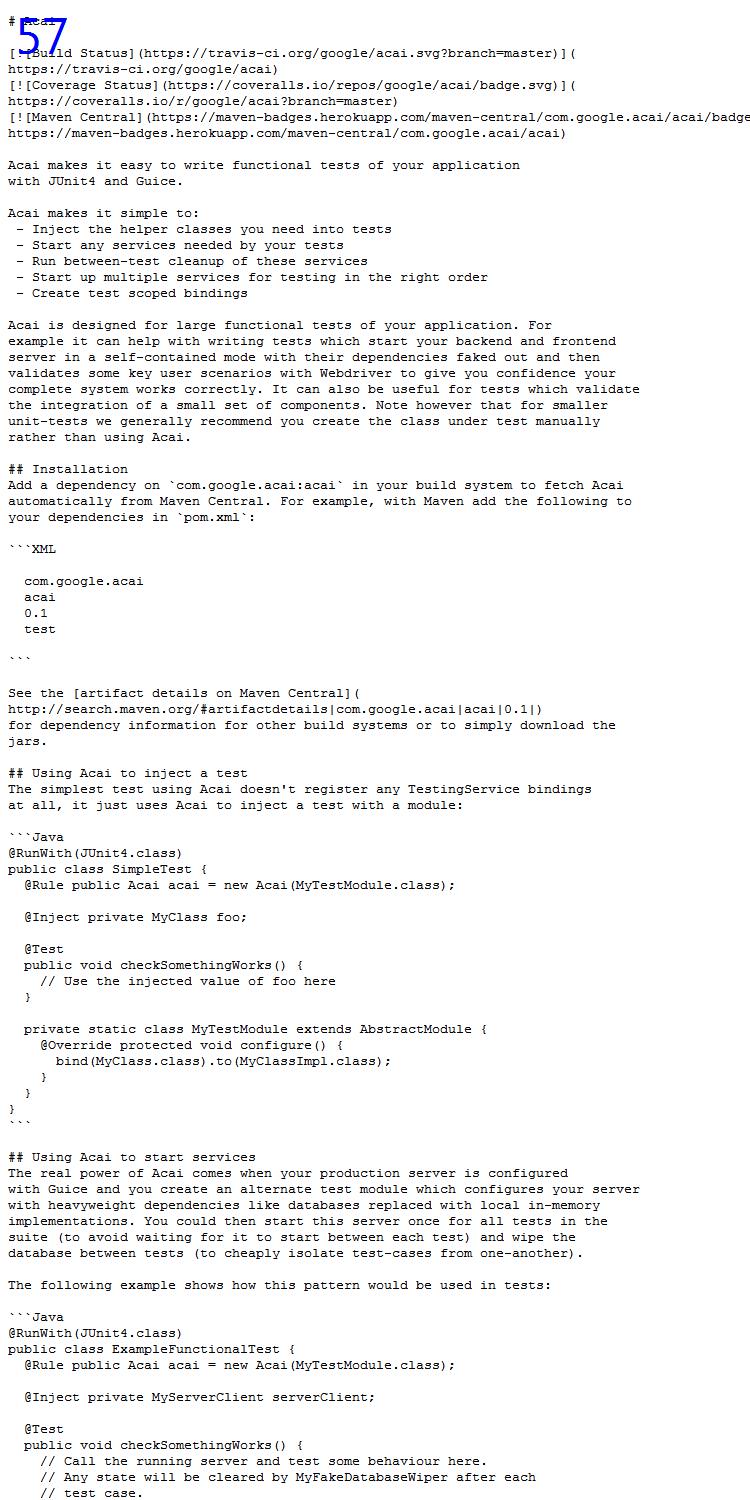 # Acai
57
[![Build Status](https://travis-ci.org/google/acai.svg?branch=master)](
https://travis-ci.org/google/acai)
[![Coverage Status](https://coveralls.io/repos/google/acai/badge.svg)](
https://coveralls.io/r/google/acai?branch=master)
[![Maven Central](https://maven-badges.herokuapp.com/maven-central/com.google.acai/acai/badge
https://maven-badges.herokuapp.com/maven-central/com.google.acai/acai)

Acai makes it easy to write functional tests of your application
with JUnit4 and Guice.

Acai makes it simple to:
 - Inject the helper classes you need into tests
 - Start any services needed by your tests
 - Run between-test cleanup of these services
 - Start up multiple services for testing in the right order
 - Create test scoped bindings

Acai is designed for large functional tests of your application. For
example it can help with writing tests which start your backend and frontend
server in a self-contained mode with their dependencies faked out and then
validates some key user scenarios with Webdriver to give you confidence your
complete system works correctly. It can also be useful for tests which validate
the integration of a small set of components. Note however that for smaller
unit-tests we generally recommend you create the class under test manually
rather than using Acai.

## Installation
Add a dependency on `com.google.acai:acai` in your build system to fetch Acai
automatically from Maven Central. For example, with Maven add the following to
your dependencies in `pom.xml`:

```XML

  com.google.acai
  acai
  0.1
  test

```

See the [artifact details on Maven Central](
http://search.maven.org/#artifactdetails|com.google.acai|acai|0.1|)
for dependency information for other build systems or to simply download the
jars.

## Using Acai to inject a test
The simplest test using Acai doesn't register any TestingService bindings
at all, it just uses Acai to inject a test with a module:

```Java
@RunWith(JUnit4.class)
public class SimpleTest {
  @Rule public Acai acai = new Acai(MyTestModule.class);

  @Inject private MyClass foo;

  @Test
  public void checkSomethingWorks() {
    // Use the injected value of foo here
  }

  private static class MyTestModule extends AbstractModule {
    @Override protected void configure() {
      bind(MyClass.class).to(MyClassImpl.class);
    }
  }
}
```

## Using Acai to start services
The real power of Acai comes when your production server is configured
with Guice and you create an alternate test module which configures your server
with heavyweight dependencies like databases replaced with local in-memory
implementations. You could then start this server once for all tests in the
suite (to avoid waiting for it to start between each test) and wipe the
database between tests (to cheaply isolate test-cases from one-another).

The following example shows how this pattern would be used in tests:

```Java
@RunWith(JUnit4.class)
public class ExampleFunctionalTest {
  @Rule public Acai acai = new Acai(MyTestModule.class);

  @Inject private MyServerClient serverClient;

  @Test
  public void checkSomethingWorks() {
    // Call the running server and test some behaviour here.
    // Any state will be cleared by MyFakeDatabaseWiper after each
    // test case.